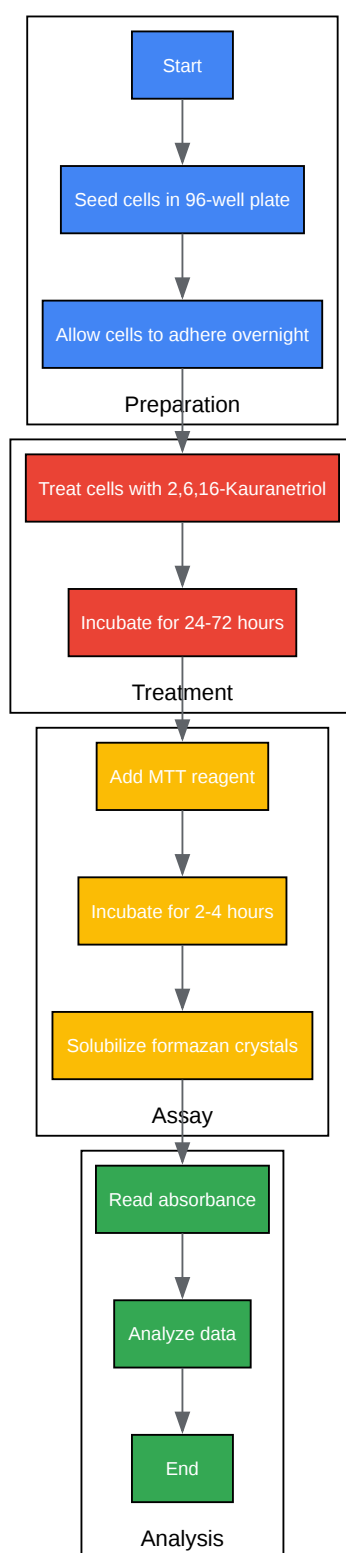 Start
Seed cells in 96-well plate
Allow cells to adhere overnight
Preparation
Treat cells with 2,6,16-Kauranetriol
Incubate for 24-72 hours
Treatment
Add MTT reagent
Incubate for 2-4 hours
Solubilize formazan crystals
Assay
Read absorbance
Analyze data
End
Analysis